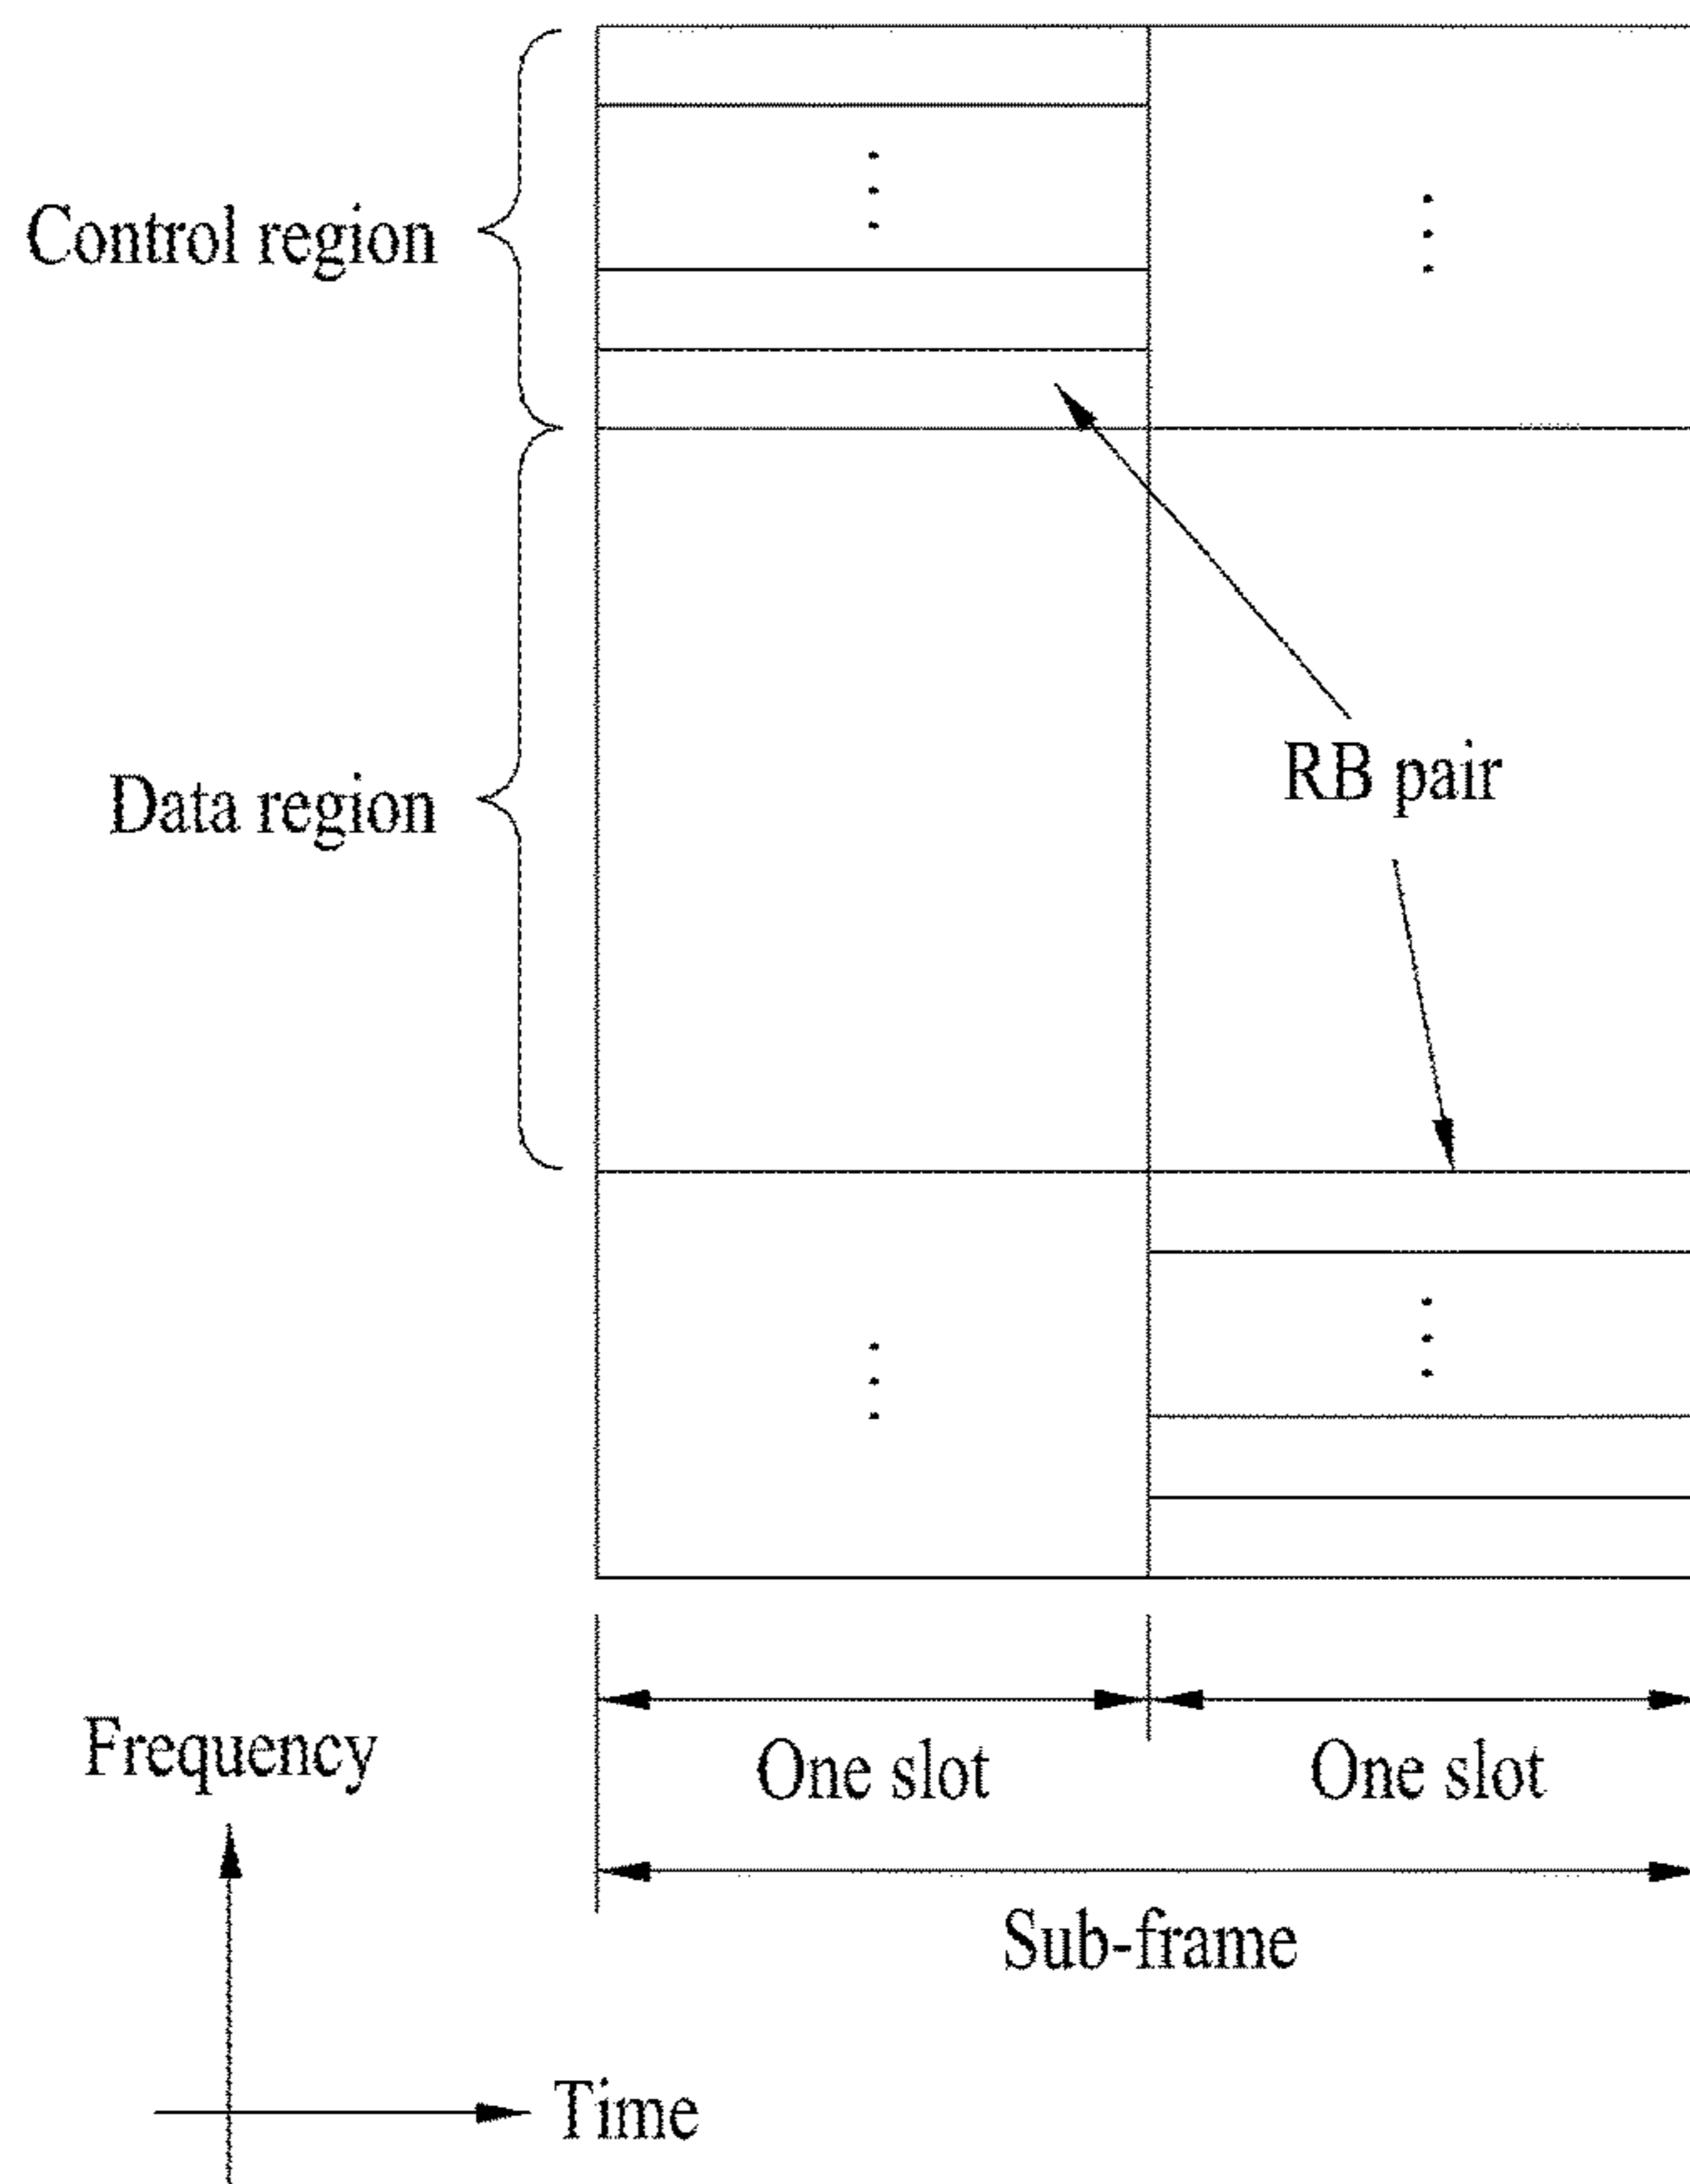 Control region
Data region
RB pair
One slot
One slot
Sub-frame
Frequency
Time